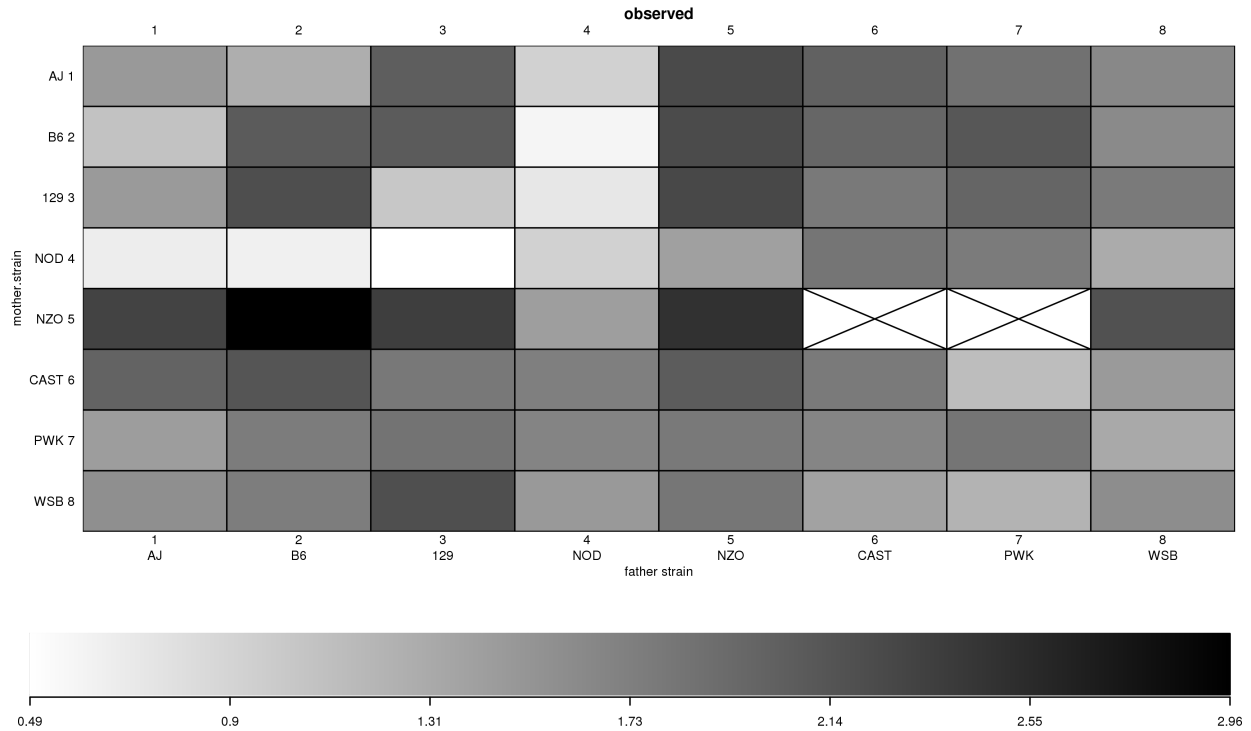 observed
1 2 3 4 5 6 7 8
AJ 1
B6 2
129 3
NOD 4
NZO 5
CAST 6
PWK 7
WSB 8
mother.strain
1 2 3 4 5 6 7 8
AJ B6 129 NOD NZO CAST PWK WSB
father strain
0.49 0.9 1.31 1.73 2.14 2.55 2.96